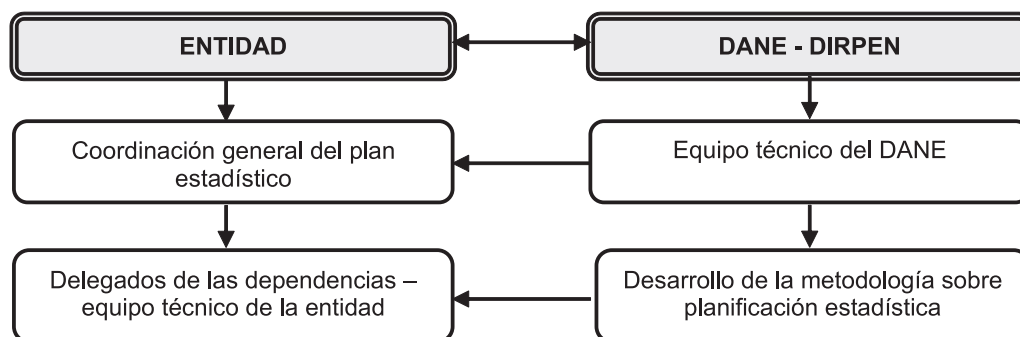 ENTIDAD
DANE - DIRPEN
Coordinación general del plan
estadístico
Equipo técnico del DANE
Delegados de las dependencias –
equipo técnico de la entidad
Desarrollo de la metodología sobre
planificación estadística